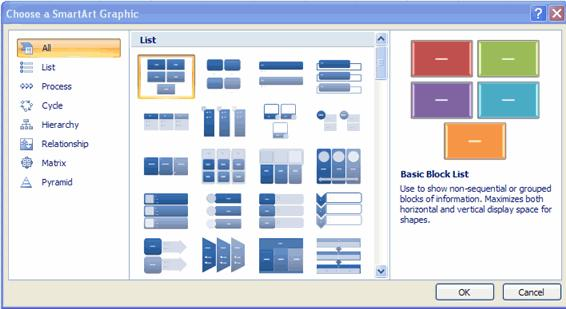 Choose a SmartArt Graphic
All
List
Process
Cycle
Hierarchy
Relationship
Matrix
Pyramid
List
Basic Block List
Use to show non-sequential or grouped
blocks of information. Maximizes both
horizontal and vertical display space for
shapes.
OK
Cancel